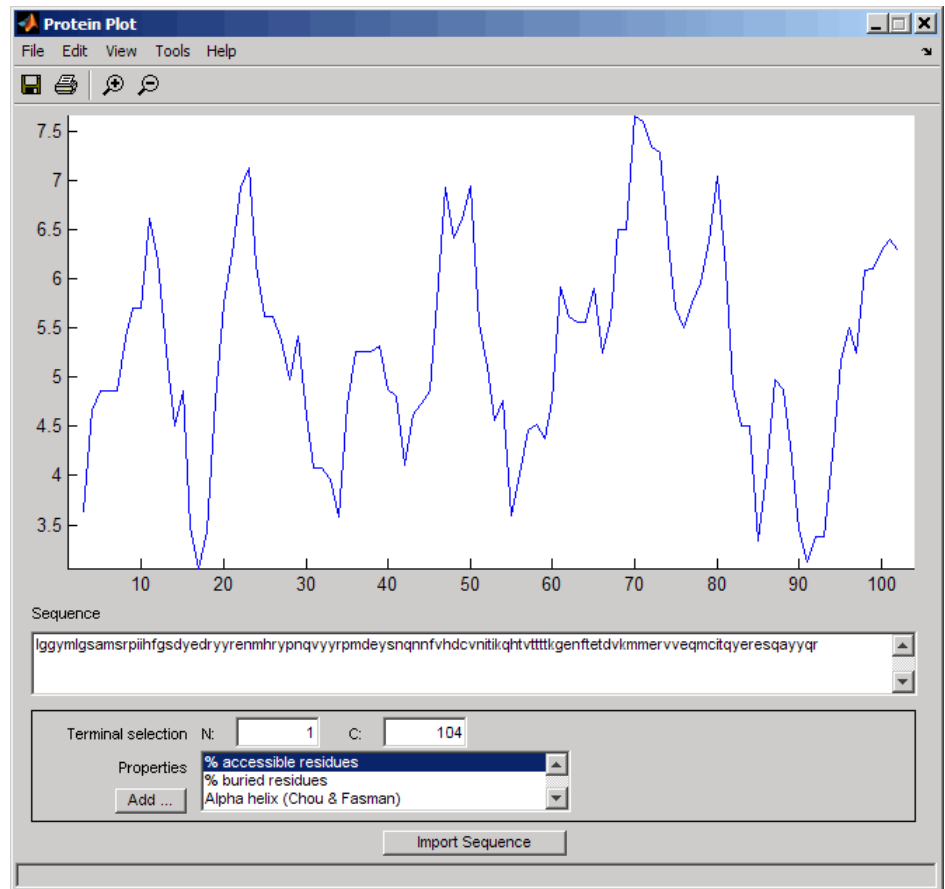 Protein Plot
File Edit View Tools Help
7.5
7
6.5
6
5.5
5
4.5
4
3.5
10 20 30 40 50 60 70 80 90 100
Sequence
lggymlgsamsrpiihfgsdyedryyrenmhrypnqvyyrpmdeysnqnnfvhdcvnitikqhtvttttkgenftetdvkmmervveqmcitqyeresqayyqr
Terminal selection N: 1 C: 104
Properties % accessible residues
% buried residues
Add ... Alpha helix (Chou & Fasman)
Import Sequence